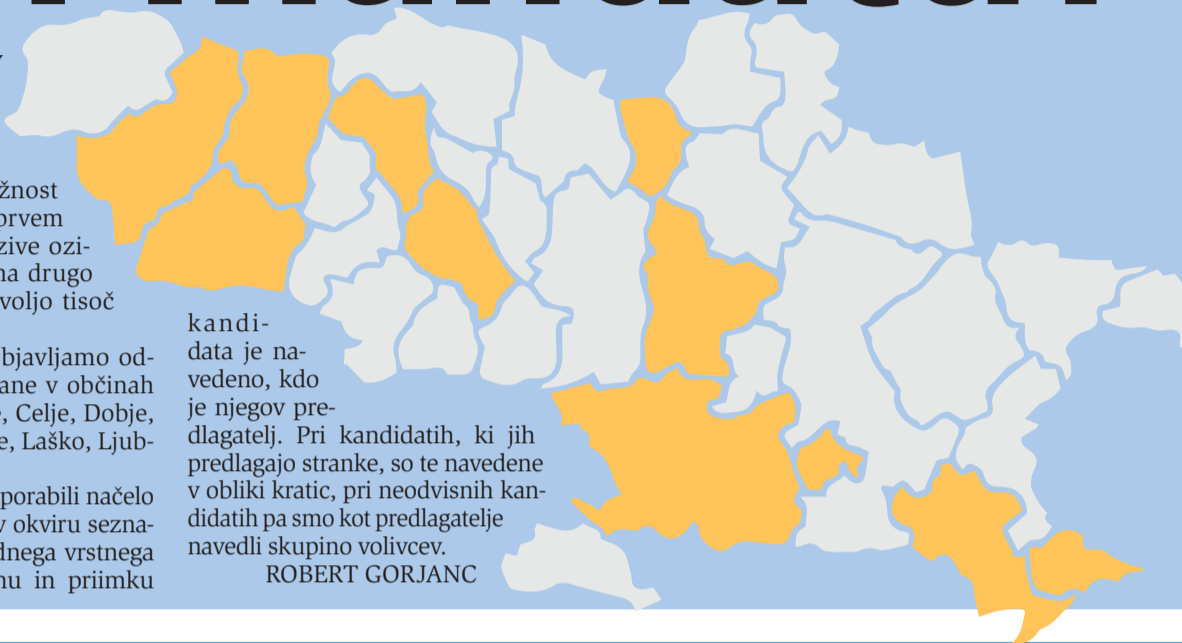 žnost
prvem
zive ozi-
na drugo
voljo tisoč
bjavljamo od-
ane v občinah
, Celje, Dobje,
e, Laško, Ljub-
porabili načelo
v okviru sezna-
dnega vrstnega
nu in priimku
kandi-
data je na-
vedeno, kdo
je njegov pre-
dlagatelj. Pri kandidatih, ki jih
predlagajo stranke, so te navedene
v obliki kratic, pri neodvisnih kan-
didatih pa smo kot predlagatelje
navedli skupino volivcev.
ROBERT GORJANC